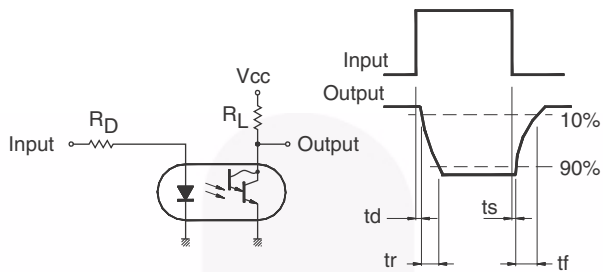 Input
Output
10%
90%
td
ts
tr
tf
Vcc
RL
RD
Input
Output